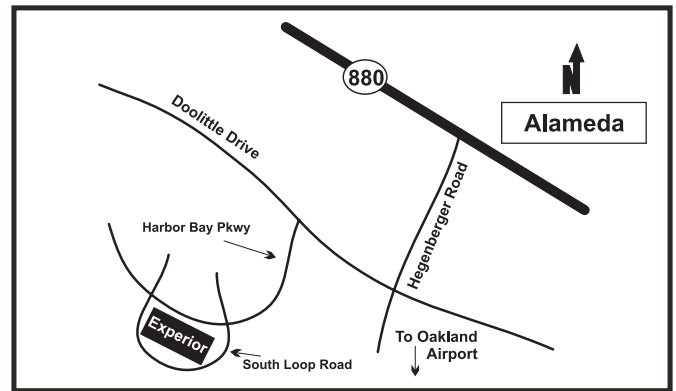 880
N
Alameda
Doolittle Drive
Hegenberger Road
Harbor Bay Pkwy
Experior
South Loop Road
To Oakland
Airport